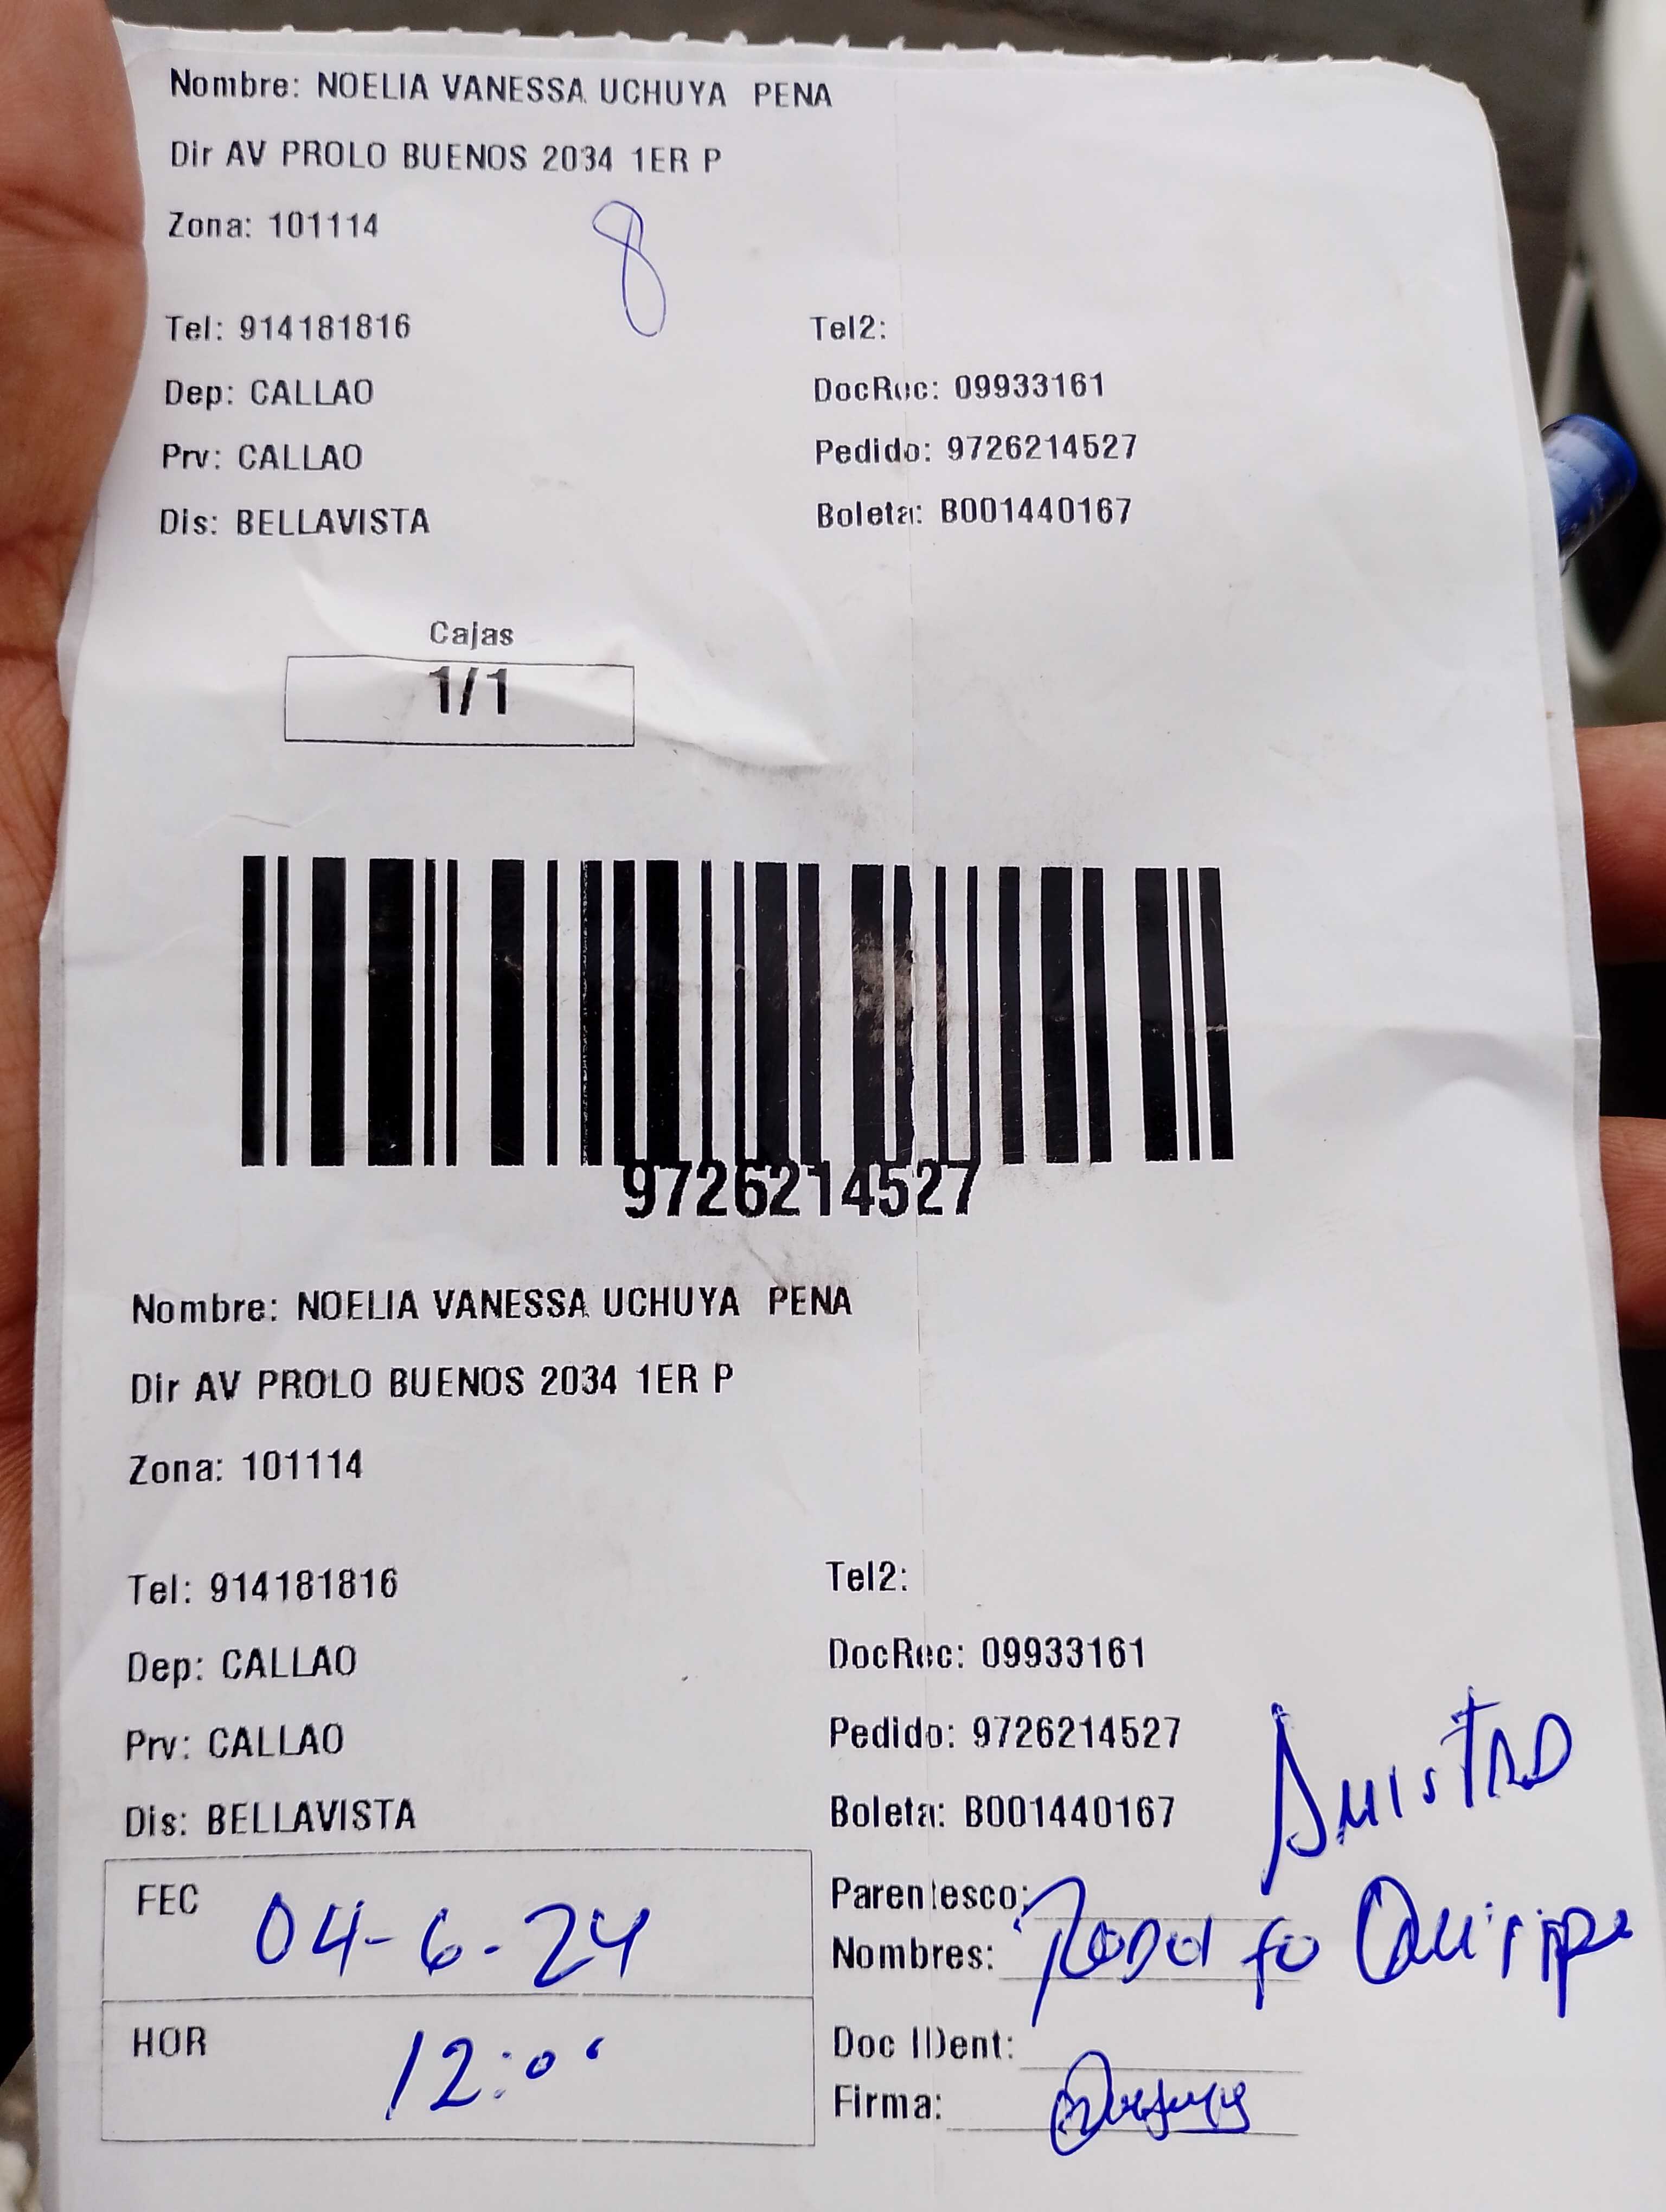 Nombre: NOELIA VANESSA UCHUYA PENA
Dir AV PROLO BUENOS 2034 1ER P
Zona: 101114
8
Tel: 914181816 Tel2:
Dep: CALLAO DocRec: 09933161
Prv: CALLAO Pedido: 9726214527
Dis: BELLAVISTA Boleta: B001440167
Cajas
1/1
9726214527
Nombre: NOELIA VANESSA UCHUYA PENA
Dir AV PROLO BUENOS 2034 1ER P
Zona: 101114
Tel: 914181816 Tel2:
Dep: CALLAO DocRec: 09933161
Prv: CALLAO Pedido: 9726214527
Dis: BELLAVISTA Boleta: B001440167
FEC 04-6-24
Parentesco:
Nombres:
HOR 12:00
Doc IDent:
Firma: